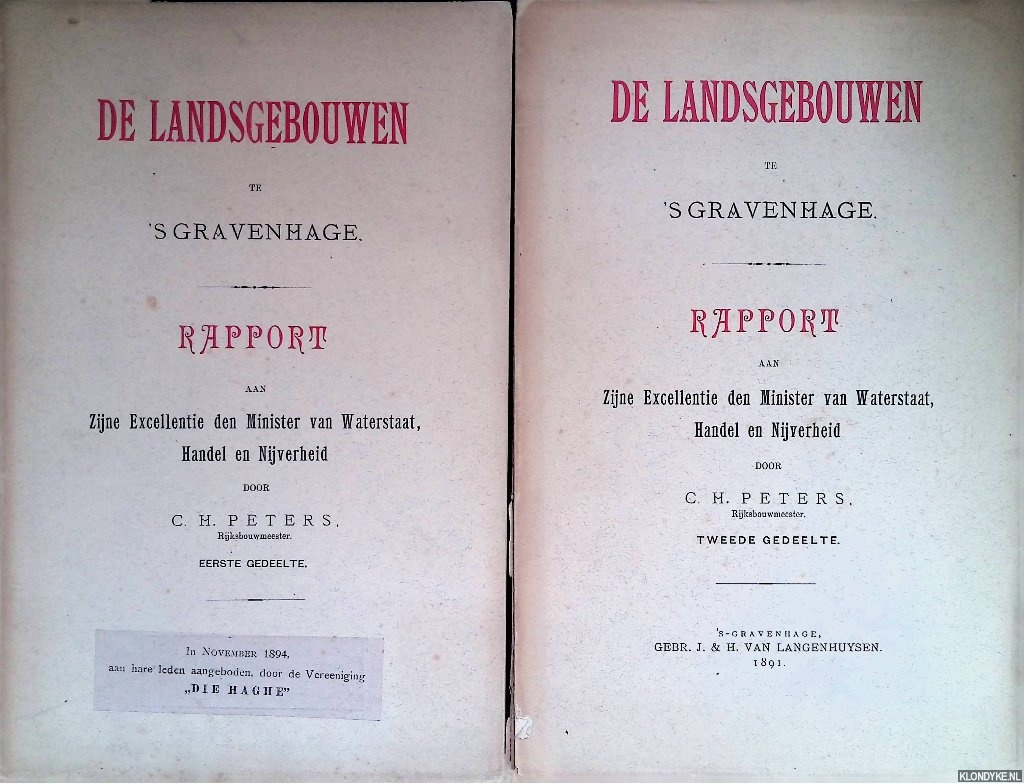 DE LANDSGEBOUWEN
TE
'S GRAVENHAGE.
RAPPORT
AAN
Zijne Excellentie den Minister van Waterstaat,
Handel en Nijverheid
DOOR
C. H. PETERS,
Rijksbouwmeester.
EERSTE GEDEELTE.
In NOVEMBER 1894,
aan hare leden aangeboden, door de Vereeniging
„DIE HAGHE”
DE LANDSGEBOUWEN
TE
'S GRAVENHAGE.
RAPPORT
AAN
Zijne Excellentie den Minister van Waterstaat,
Handel en Nijverheid
DOOR
C. H. PETERS,
Rijksbouwmeester.
TWEEDE GEDEELTE.
'S-GRAVENHAGE,
GEBR. J. & H. VAN LANGENHUYSEN.
1891.
KLONDYKE.NL